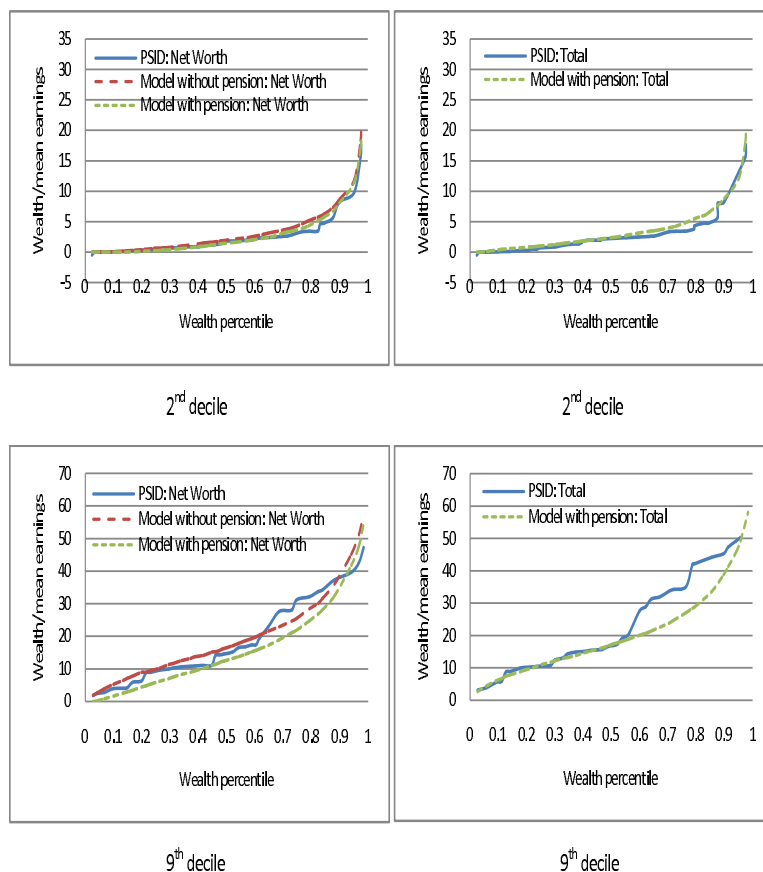 35
30
25
20
15
10
5
0
-5
Wealth/mean earnings
PSID: Net Worth
Model without pension: Net Worth
Model with pension: Net Worth
0 0.1 0.2 0.3 0.4 0.5 0.6 0.7 0.8 0.9 1
Wealth percentile
2nd decile
35
30
25
20
15
10
5
0
-5
Wealth/mean earnings
PSID: Total
Model with pension: Total
0 0.1 0.2 0.3 0.4 0.5 0.6 0.7 0.8 0.9 1
Wealth percentile
2nd decile
70
60
50
40
30
20
10
0
Wealth/mean earnings
PSID: Net Worth
Model without pension: Net Worth
Model with pension: Net Worth
0 0.1 0.2 0.3 0.4 0.5 0.6 0.7 0.8 0.9 1
Wealth percentile
9th decile
70
60
50
40
30
20
10
0
Wealth/mean earnings
PSID: Total
Model with pension: Total
0 0.1 0.2 0.3 0.4 0.5 0.6 0.7 0.8 0.9 1
Wealth percentile
9th decile